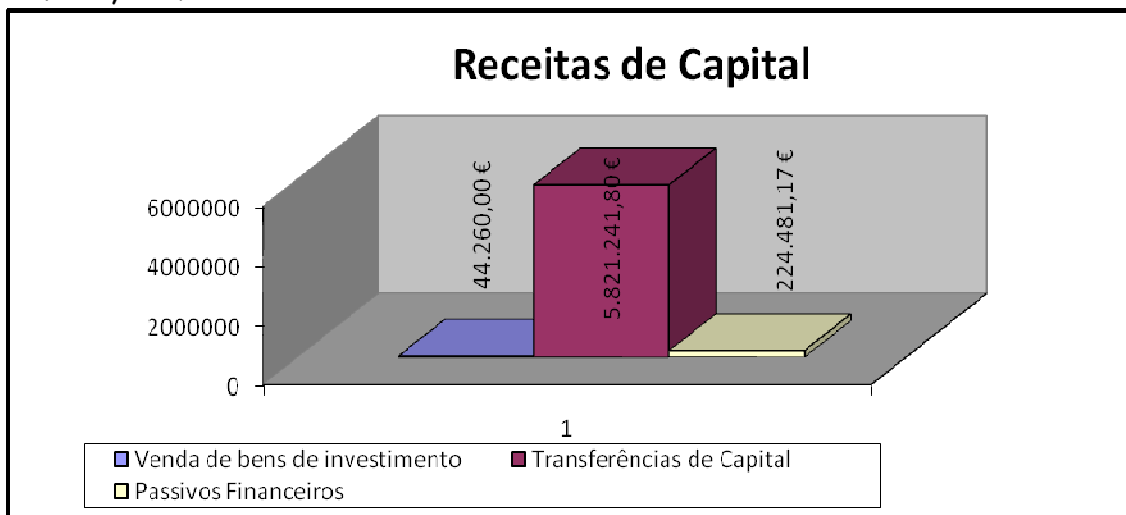 Receitas de Capital
6000000
4000000
2000000
0
44.260,00 €
5.821.241,80 €
224.481,17 €
1
Venda de bens de investimento
Transferências de Capital
Passivos Financeiros